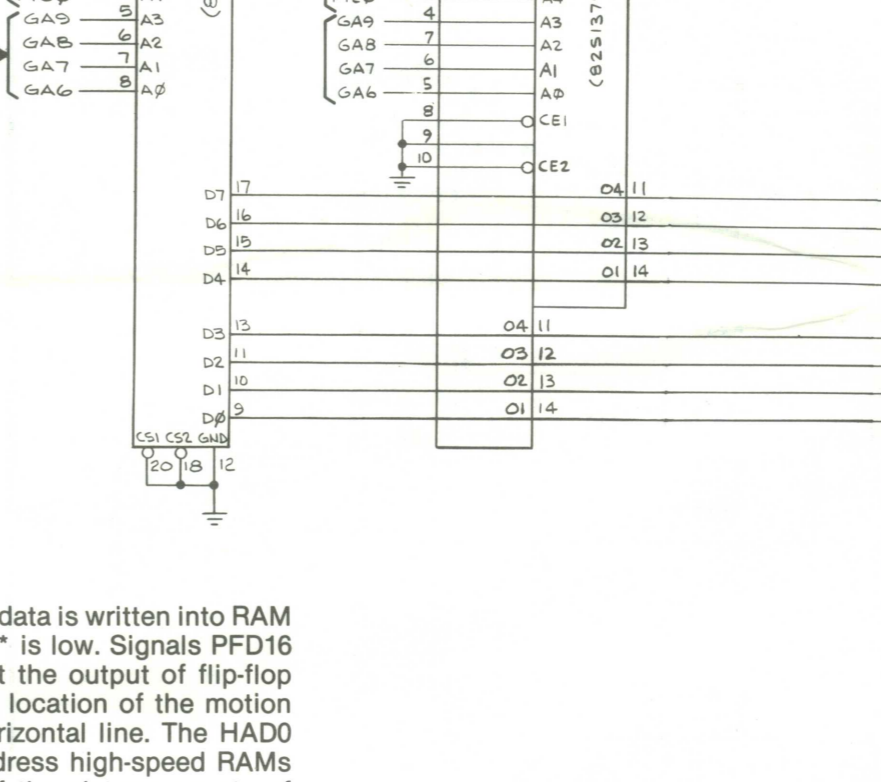 GA9 5 A3
GA8 6 A2
GA7 7 A1
GA6 8 AØ
GA9 4 A3
GA8 7 A2
GA7 6 A1
GA6 5 AØ
(82S137
8 CE1
9
10 CE2
D7 17 O4 11
D6 16 O3 12
D5 15 O2 13
D4 14 O1 14
D3 13 O4 11
D2 11 O3 12
D1 10 O2 13
DØ 9 O1 14
CS1 CS2 GND
20 18 12
data is written into RAM
* is low. Signals PFD16
t the output of flip-flop
location of the motion
rizontal line. The HAD0
dress high-speed RAMs